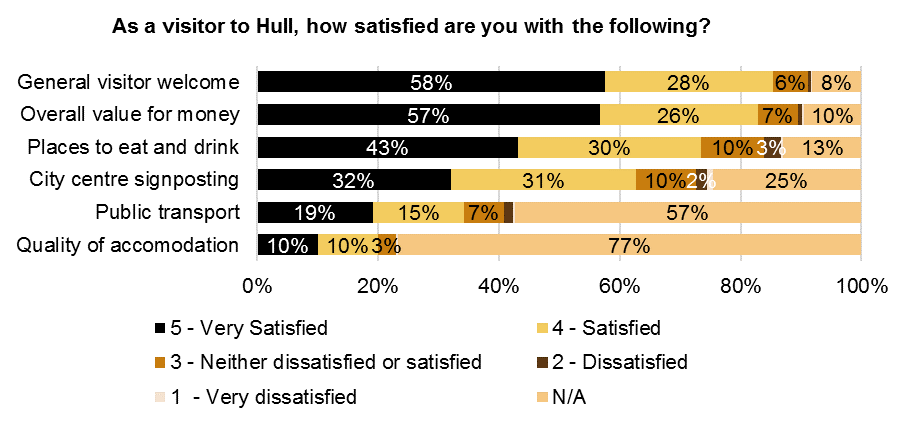 As a visitor to Hull, how satisfied are you with the following?
General visitor welcome 58% 28% 6% 8%
Overall value for money 57% 26% 7% 10%
Places to eat and drink 43% 30% 10% 3% 13%
City centre signposting 32% 31% 10% 2% 25%
Public transport 19% 15% 7% 57%
Quality of accomodation 10% 10% 3% 77%
0% 20% 40% 60% 80% 100%
5 - Very Satisfied 4 - Satisfied
3 - Neither dissatisfied or satisfied 2 - Dissatisfied
1 - Very dissatisfied N/A